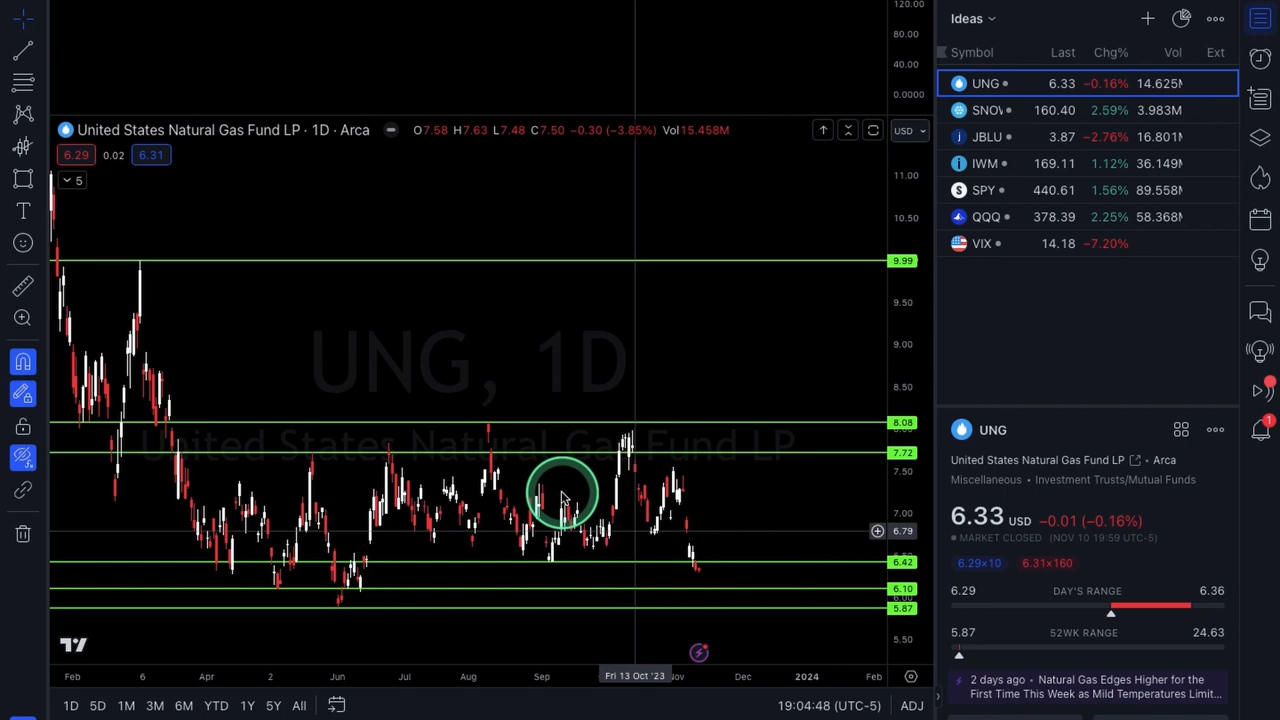 120.00
80.00
40.00
0.0000
United States Natural Gas Fund LP · 1D · Arca
O7.58 H7.63 L7.48 C7.50 −0.30 (−3.85%) Vol15.458M
USD
6.29 0.02 6.31
5
11.00
10.50
9.99
9.50
9.00
8.50
8.08
7.72
7.50
7.00
6.79
6.42
6.10
6.00
5.87
5.50
UNG, 1D
United States Natural Gas Fund LP
Feb 6 Apr 2 Jun Jul Aug Sep Fri 13 Oct '23 Nov Dec 2024 Feb
1D 5D 1M 3M 6M YTD 1Y 5Y All
19:04:48 (UTC-5) ADJ
Ideas
Symbol Last Chg% Vol Ext
UNG 6.33 −0.16% 14.625M
SNOW 160.40 2.59% 3.983M
JBLU 3.87 −2.76% 16.801M
IWM 169.11 1.12% 36.149M
SPY 440.61 1.56% 89.558M
QQQ 378.39 2.25% 58.368M
VIX 14.18 −7.20%
UNG
United States Natural Gas Fund LP · Arca
Miscellaneous • Investment Trusts/Mutual Funds
6.33 USD −0.01 (−0.16%)
MARKET CLOSED (NOV 10 19:59 UTC-5)
6.29×10 6.31×160
6.29 DAY'S RANGE 6.36
5.87 52WK RANGE 24.63
2 days ago • Natural Gas Edges Higher for the
First Time This Week as Mild Temperatures Limit...
1